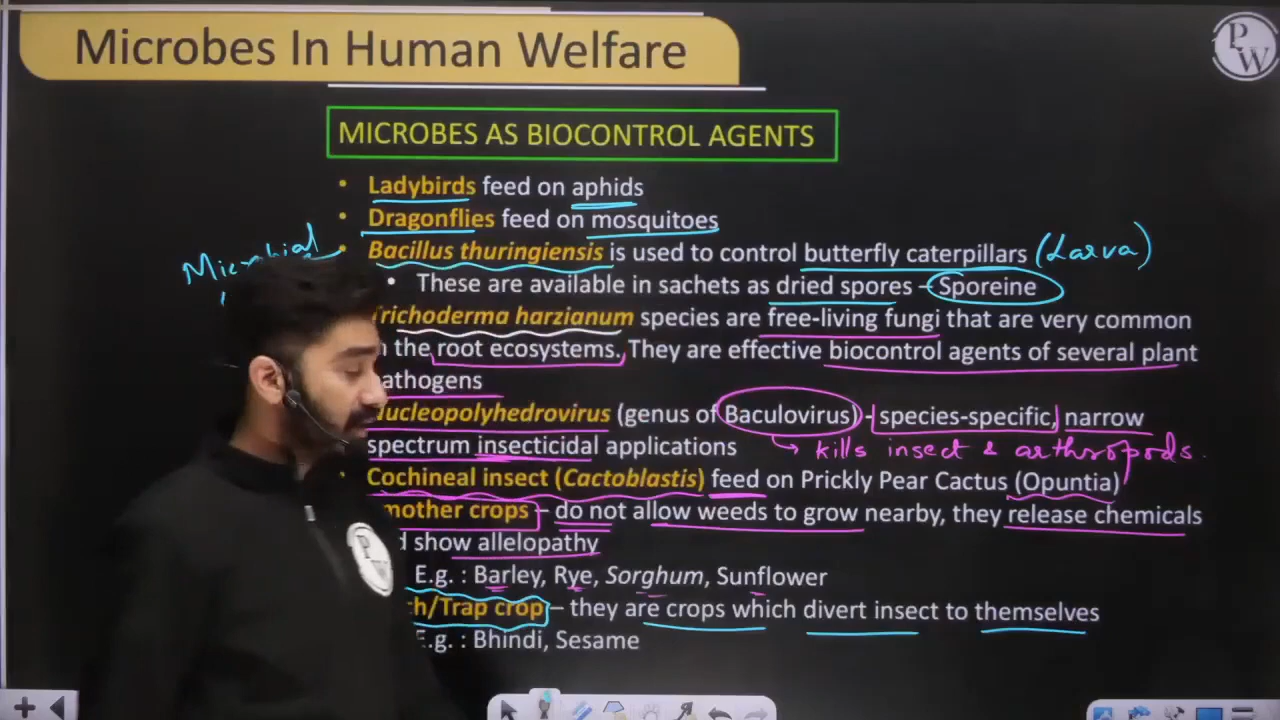 Microbes In Human Welfare
PW
MICROBES AS BIOCONTROL AGENTS
• Ladybirds feed on aphids
• Dragonflies feed on mosquitoes
• Bacillus thuringiensis is used to control butterfly caterpillars (Larva)
Microbial
• These are available in sachets as dried spores – Sporeine
Trichoderma harzianum species are free-living fungi that are very common
the root ecosystems. They are effective biocontrol agents of several plant
athogens
Nucleopolyhedrovirus (genus of Baculovirus) - species-specific, narrow
spectrum insecticidal applications
→ kills insect & arthropods.
• Cochineal insect (Cactoblastis) feed on Prickly Pear Cactus (Opuntia)
mother crops – do not allow weeds to grow nearby, they release chemicals
show allelopathy
E.g. : Barley, Rye, Sorghum, Sunflower
h/Trap crop – they are crops which divert insect to themselves
E.g. : Bhindi, Sesame
PW